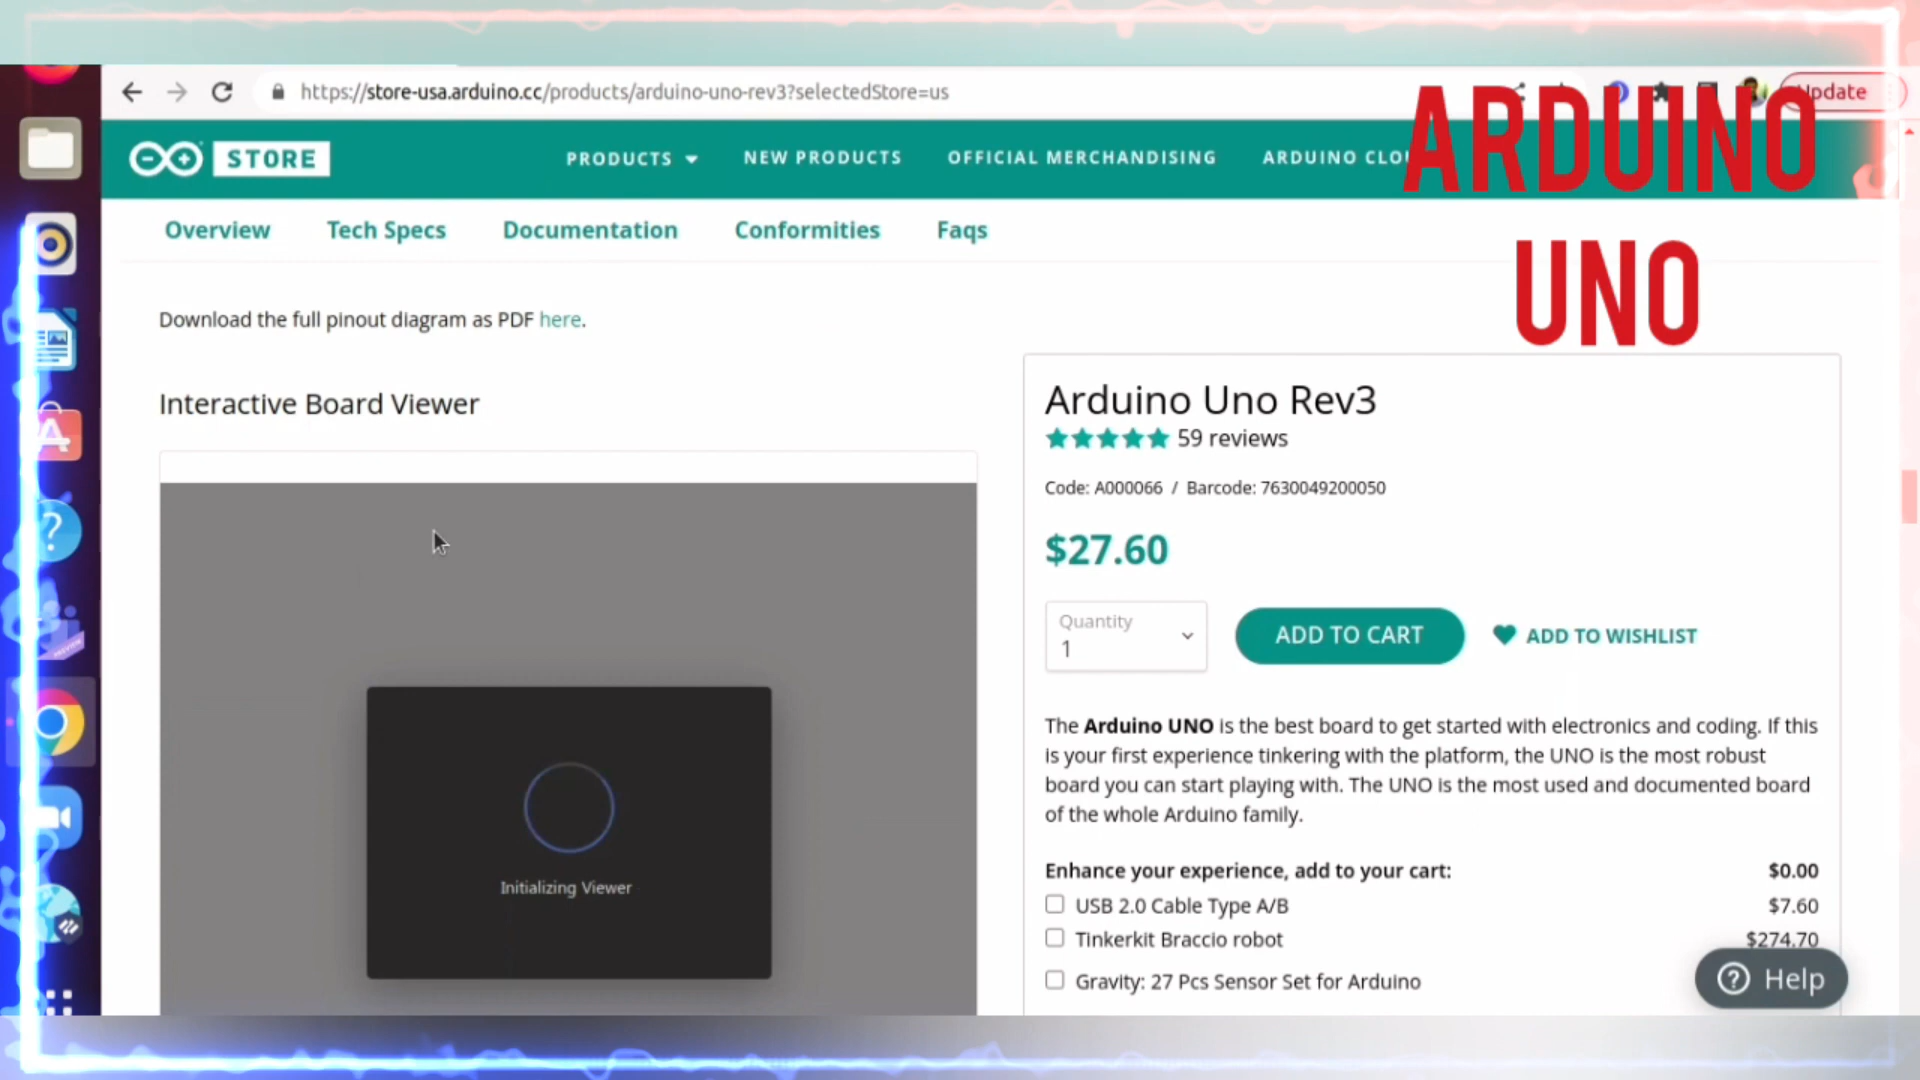 https://store-usa.arduino.cc/products/arduino-uno-rev3?selectedStore=us
Update
ARDUINO
UNO
STORE
PRODUCTS
NEW PRODUCTS
OFFICIAL MERCHANDISING
ARDUINO CLO
Overview
Tech Specs
Documentation
Conformities
Faqs
Download the full pinout diagram as PDF here.
Interactive Board Viewer
Initializing Viewer
Arduino Uno Rev3
59 reviews
Code: A000066 / Barcode: 7630049200050
$27.60
Quantity
1
ADD TO CART
ADD TO WISHLIST
The Arduino UNO is the best board to get started with electronics and coding. If this
is your first experience tinkering with the platform, the UNO is the most robust
board you can start playing with. The UNO is the most used and documented board
of the whole Arduino family.
Enhance your experience, add to your cart: $0.00
USB 2.0 Cable Type A/B $7.60
Tinkerkit Braccio robot $274.70
Gravity: 27 Pcs Sensor Set for Arduino
Help